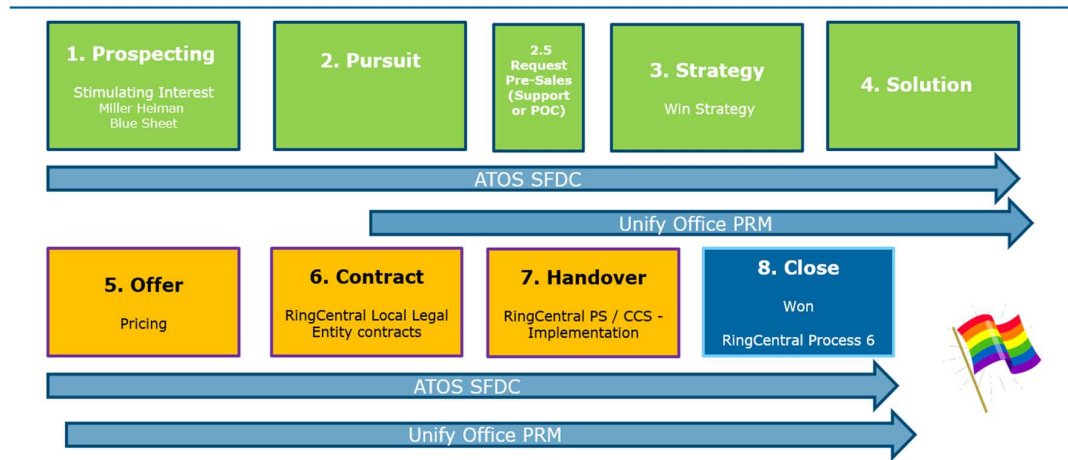 1. Prospecting
Stimulating Interest
Miller Heiman
Blue Sheet
2. Pursuit
2.5
Request
Pre-Sales
(Support
or POC)
3. Strategy
Win Strategy
4. Solution
ATOS SFDC
Unify Office PRM
5. Offer
Pricing
6. Contract
RingCentral Local Legal
Entity contracts
7. Handover
RingCentral PS / CCS -
Implementation
8. Close
Won
RingCentral Process 6
ATOS SFDC
Unify Office PRM